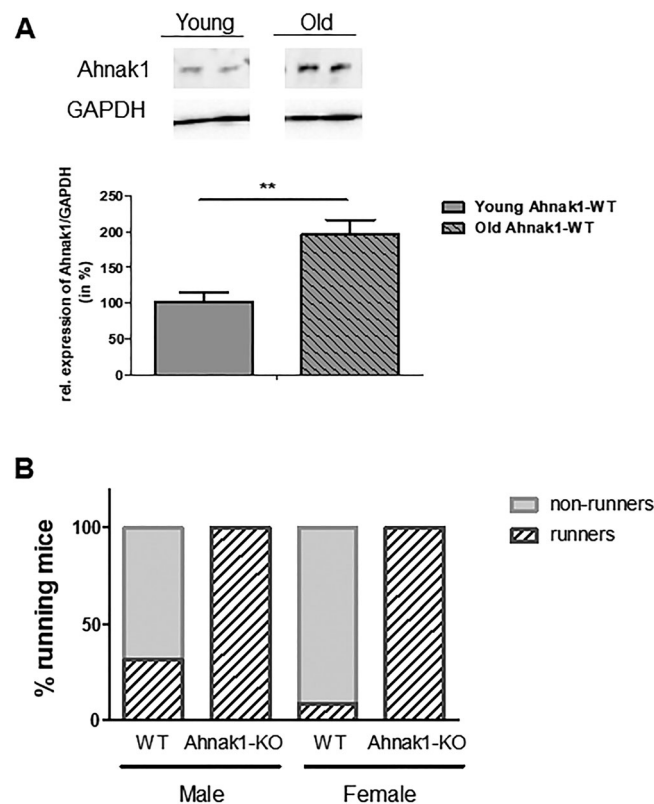 A
Young Old
Ahnak1
GAPDH
rel. expression of Ahnak1/GAPDH
(in %)
250
200
150
100
50
0
**
Young Ahnak1-WT
Old Ahnak1-WT
B
% running mice
100
50
0
non-runners
runners
WT Ahnak1-KO WT Ahnak1-KO
Male Female